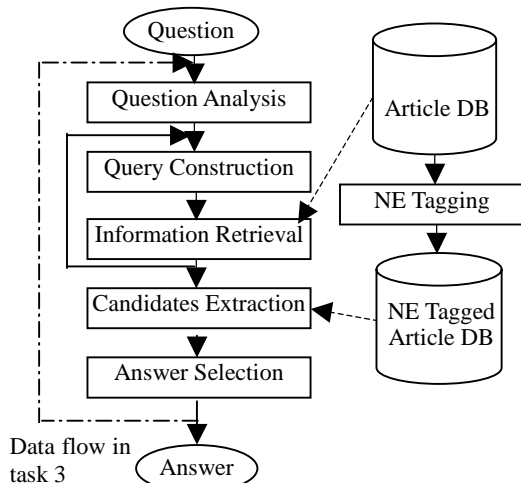 Question
Question Analysis
Query Construction
Information Retrieval
Candidates Extraction
Answer Selection
Answer
Data flow in
task 3
Article DB
NE Tagging
NE Tagged
Article DB